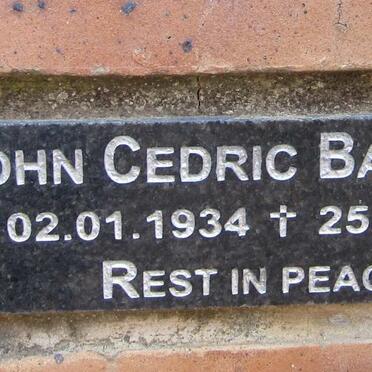 OHN CEDRIC BA
02.01.1934 † 25
REST IN PEAC